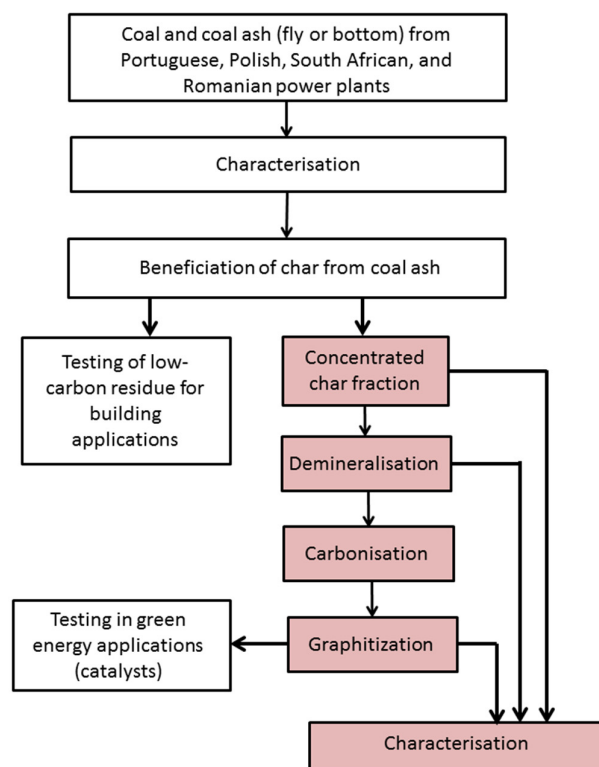 Coal and coal ash (fly or bottom) from
Portuguese, Polish, South African, and
Romanian power plants
Characterisation
Beneficiation of char from coal ash
Testing of low-
carbon residue for
building
applications
Concentrated
char fraction
Demineralisation
Carbonisation
Testing in green
energy applications
(catalysts)
Graphitization
Characterisation